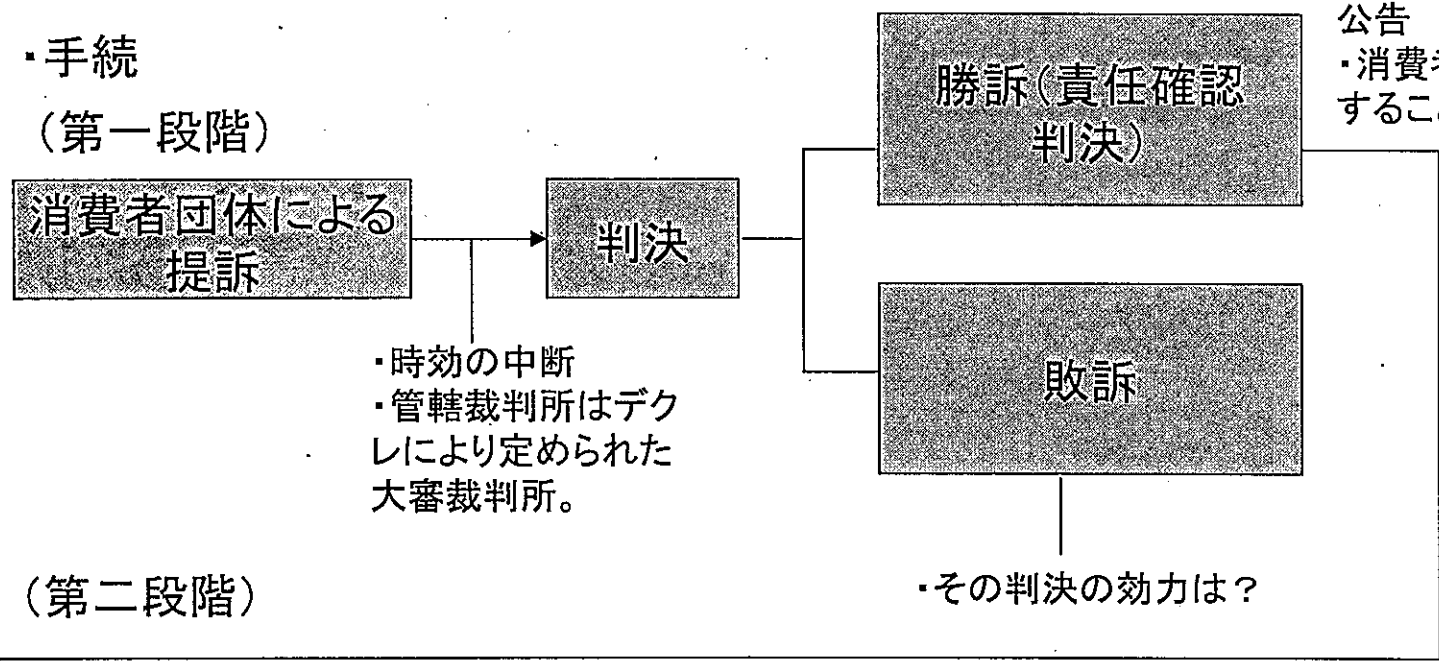 ・手続
(第一段階)
消費者団体による
提訴
・時効の中断
・管轄裁判所はデク
レにより定められた
大審裁判所。
判決
勝訴(責任確認
判決)
公告
・消費
するこ
敗訴
・その判決の効力は?
(第二段階)